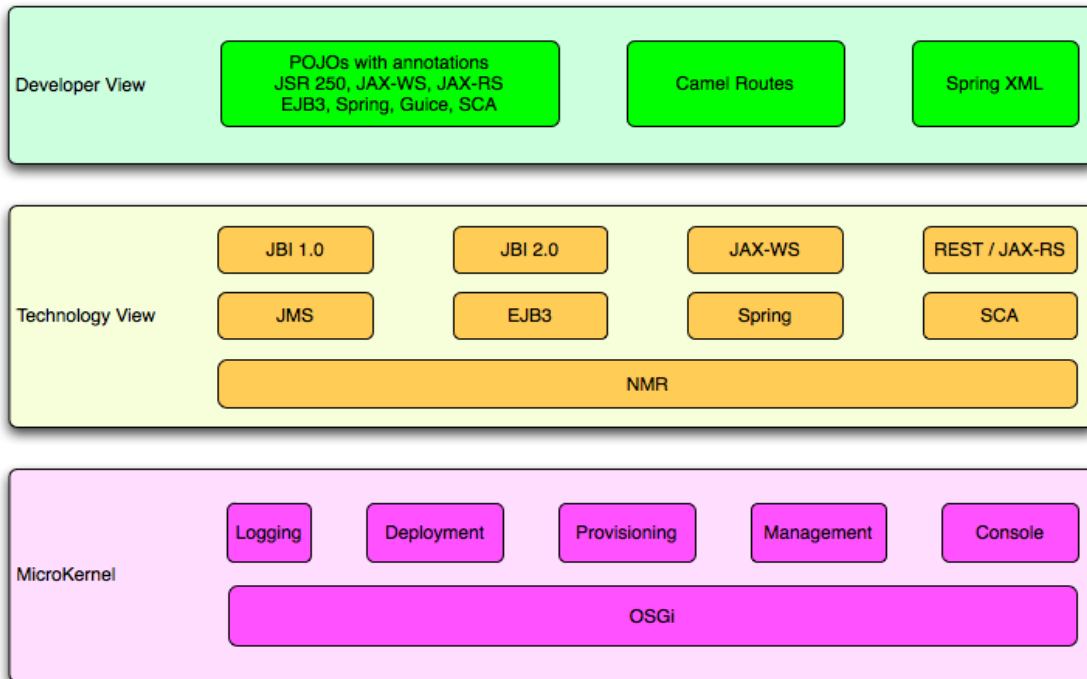 Developer View
POJOs with annotations
JSR 250, JAX-WS, JAX-RS
EJB3, Spring, Guice, SCA
Camel Routes
Spring XML
Technology View
JBI 1.0
JBI 2.0
JAX-WS
REST / JAX-RS
JMS
EJB3
Spring
SCA
NMR
MicroKernel
Logging
Deployment
Provisioning
Management
Console
OSGi